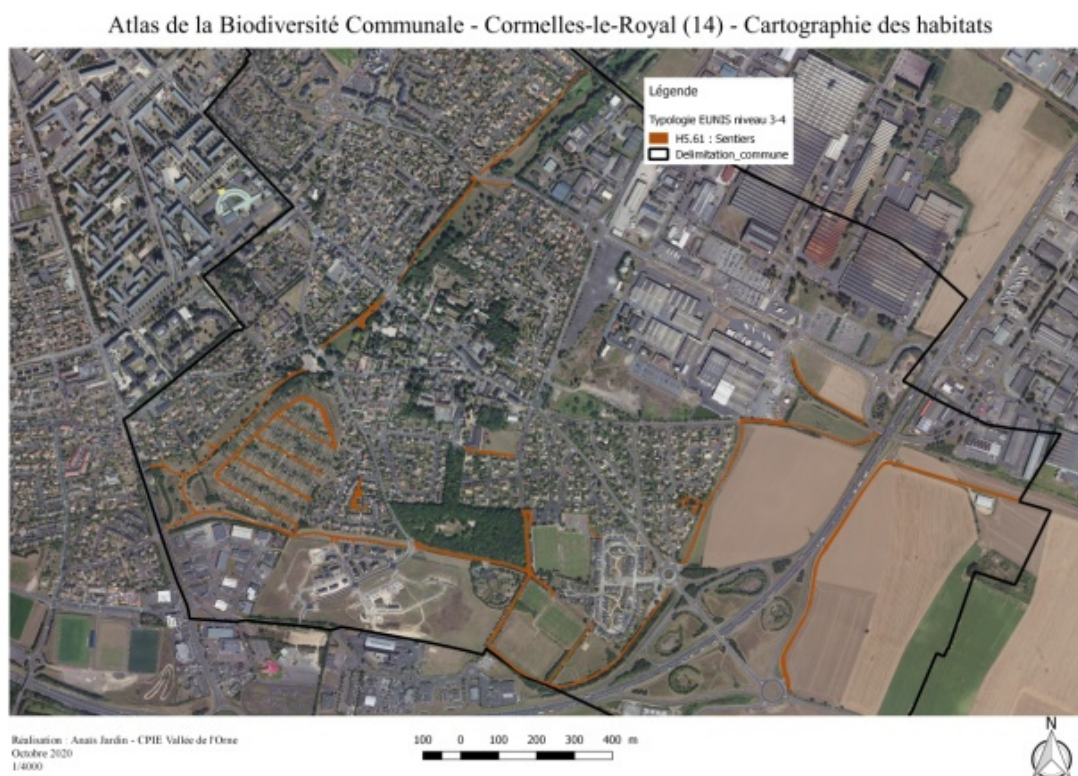 Atlas de la Biodiversité Communale - Cormelles-le-Royal (14) - Cartographie des habitats
Légende
Typologie EUNIS niveau 3-4
H5.61 : Sentiers
Délimitation_commune
Réalisation : Anaïs Jardin - CPIE Vallée de l'Orne
Octobre 2020
1/4000
100 0 100 200 300 400 m
N